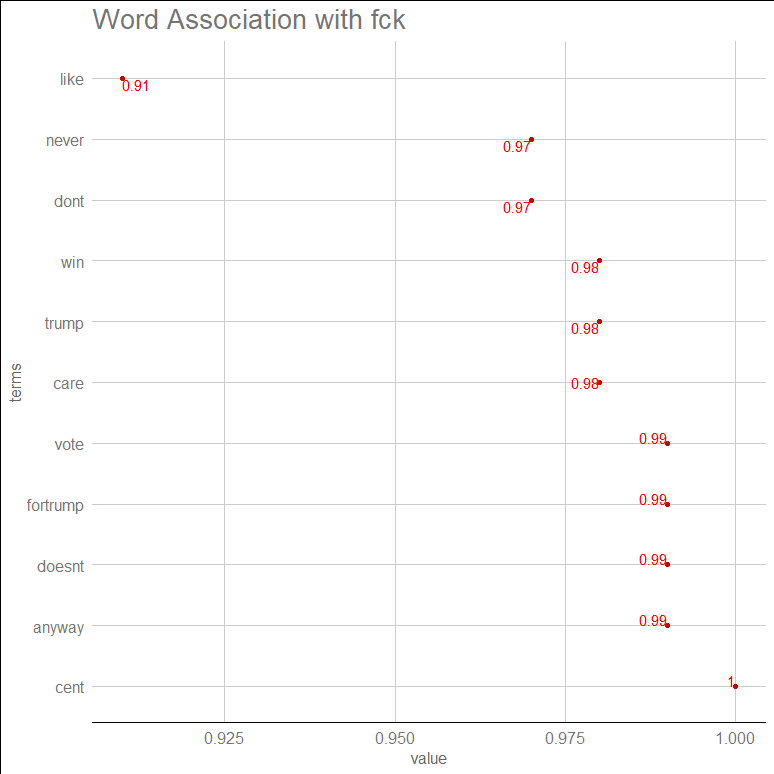 Word Association with fck
like
0.91
never
0.97
dont
0.97
win
0.98
trump
0.98
terms
care
0.98
vote
0.99
fortrump
0.99
doesnt
0.99
anyway
0.99
cent
1
0.925 0.950 0.975 1.000
value